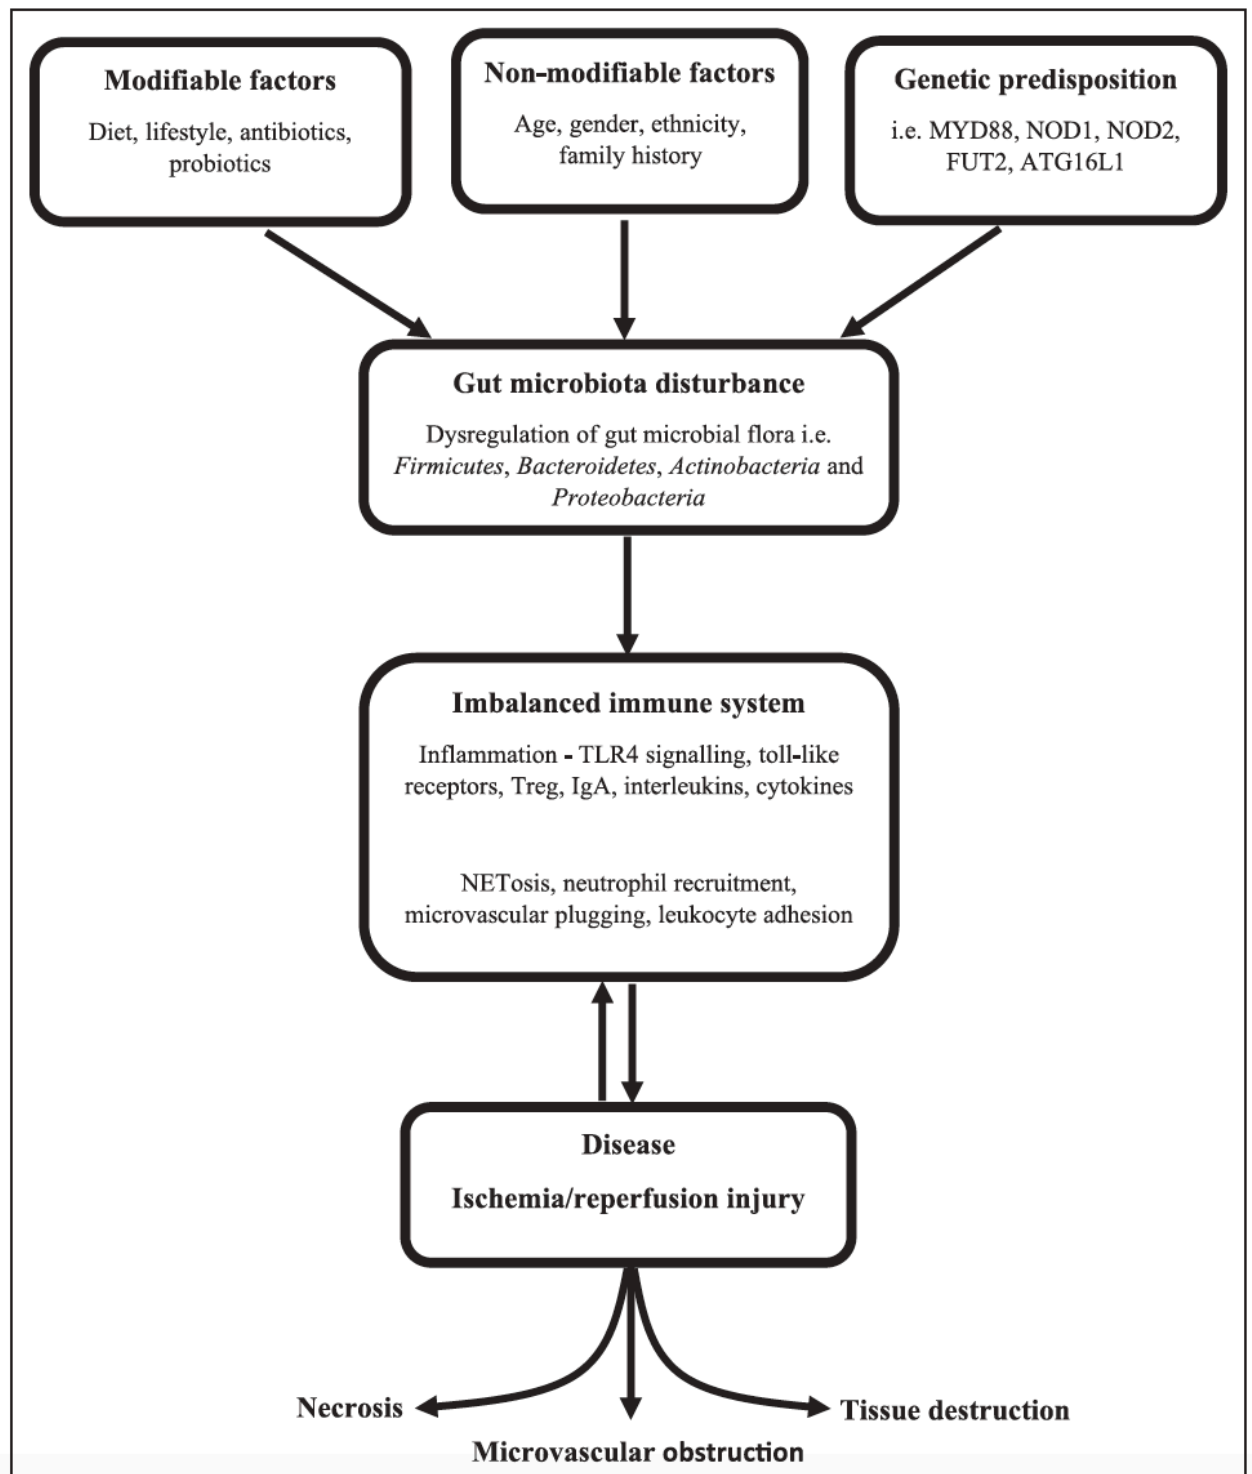 Modifiable factors
Diet, lifestyle, antibiotics,
probiotics
Non-modifiable factors
Age, gender, ethnicity,
family history
Genetic predisposition
i.e. MYD88, NOD1, NOD2,
FUT2, ATG16L1
Gut microbiota disturbance
Dysregulation of gut microbial flora i.e.
Firmicutes, Bacteroidetes, Actinobacteria and
Proteobacteria
Imbalanced immune system
Inflammation - TLR4 signalling, toll-like
receptors, Treg, IgA, interleukins, cytokines
NETosis, neutrophil recruitment,
microvascular plugging, leukocyte adhesion
Disease
Ischemia/reperfusion injury
Necrosis
Tissue destruction
Microvascular obstruction